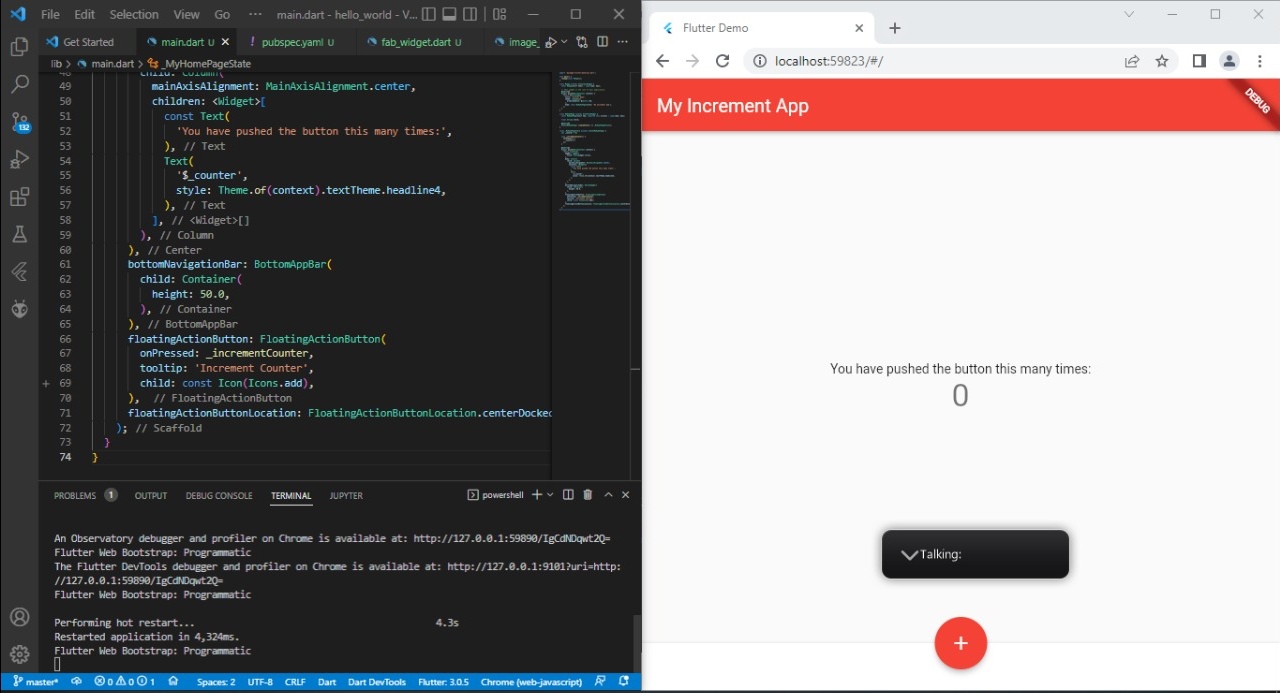 File Edit Selection View Go ··· main.dart - hello_world - V...
Get Started main.dart U pubspec.yaml U fab_widget.dart U image_
lib > main.dart > _MyHomePageState
48 child: Column(
49 mainAxisAlignment: MainAxisAlignment.center,
50 children: <Widget>[
51 const Text(
52 'You have pushed the button this many times:',
53 ), // Text
54 Text(
55 '$_counter',
56 style: Theme.of(context).textTheme.headline4,
57 ), // Text
58 ], // <Widget>[]
59 ), // Column
60 ), // Center
61 bottomNavigationBar: BottomAppBar(
62 child: Container(
63 height: 50.0,
64 ), // Container
65 ), // BottomAppBar
66 floatingActionButton: FloatingActionButton(
67 onPressed: _incrementCounter,
68 tooltip: 'Increment Counter',
69 child: const Icon(Icons.add),
70 ), // FloatingActionButton
71 floatingActionButtonLocation: FloatingActionButtonLocation.centerDocked
72 ); // Scaffold
73 }
74 }
132
PROBLEMS 1 OUTPUT DEBUG CONSOLE TERMINAL JUPYTER powershell
An Observatory debugger and profiler on Chrome is available at: http://127.0.0.1:59890/IgCdNDqwt2Q=
Flutter Web Bootstrap: Programmatic
The Flutter DevTools debugger and profiler on Chrome is available at: http://127.0.0.1:9101?uri=http:
//127.0.0.1:59890/IgCdNDqwt2Q=
Flutter Web Bootstrap: Programmatic
Performing hot restart... 4.3s
Restarted application in 4,324ms.
Flutter Web Bootstrap: Programmatic
master* 0 0 1 Spaces: 2 UTF-8 CRLF Dart Dart DevTools Flutter: 3.0.5 Chrome (web-javascript)
Flutter Demo
localhost:59823/#/
My Increment App
DEBUG
You have pushed the button this many times:
0
Talking:
+